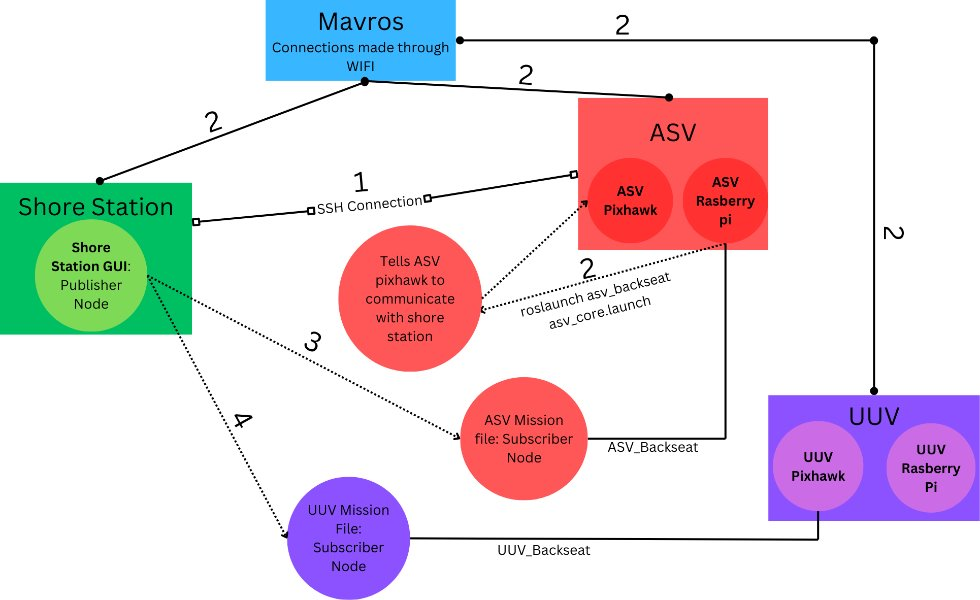 Mavros
Connections made through
WIFI
2
2
2
2
ASV
ASV
Pixhawk
ASV
Rasberry
pi
1
SSH Connection
Shore Station
Shore
Station GUI:
Publisher
Node
Tells ASV
pixhawk to
communicate
with shore
station
2
roslaunch asv_backseat
asv_core.launch
3
4
ASV Mission
file: Subscriber
Node
ASV_Backseat
UUV
UUV
Pixhawk
UUV
Rasberry
Pi
UUV Mission
File:
Subscriber
Node
UUV_Backseat